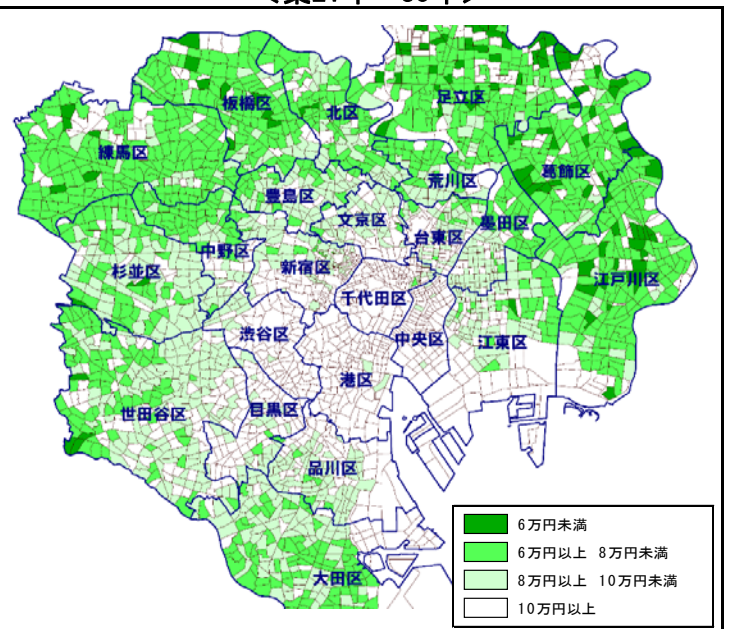 板橋区
足立区
北区
練馬区
荒川区
葛飾区
豊島区
文京区
墨田区
台東区
中野区
杉並区
新宿区
江戸川区
千代田区
渋谷区
中央区
江東区
港区
世田谷区
目黒区
品川区
大田区
6万円未満
6万円以上 8万円未満
8万円以上 10万円未満
10万円以上